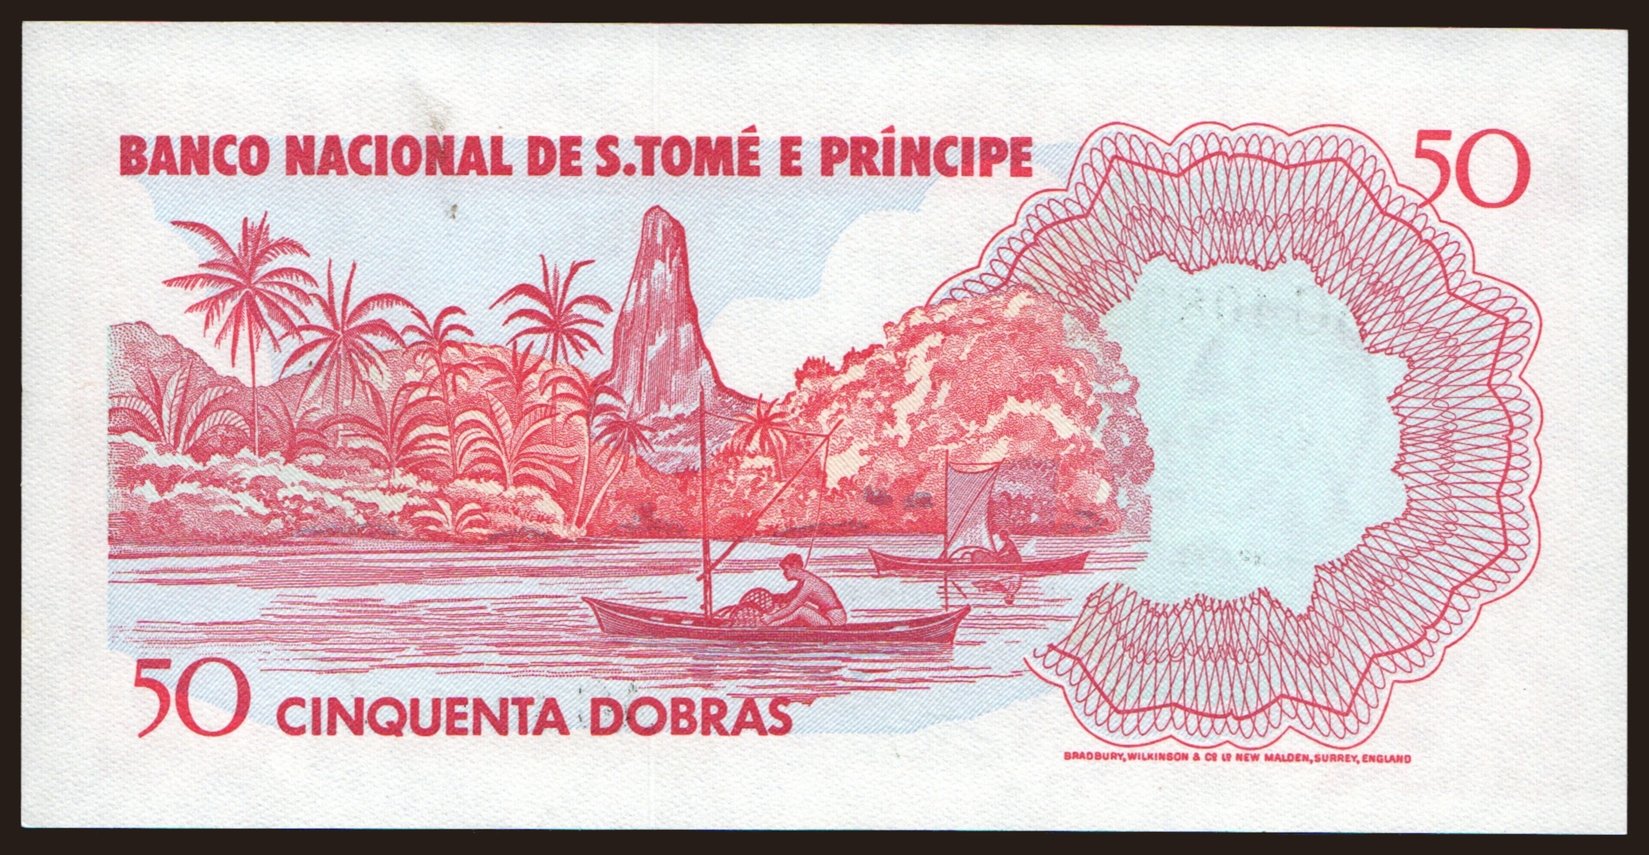 BANCO NACIONAL DE S.TOMÉ E PRÍNCIPE
50
50 CINQUENTA DOBRAS
BRADBURY, WILKINSON & Cº Lº NEW MALDEN, SURREY, ENGLAND